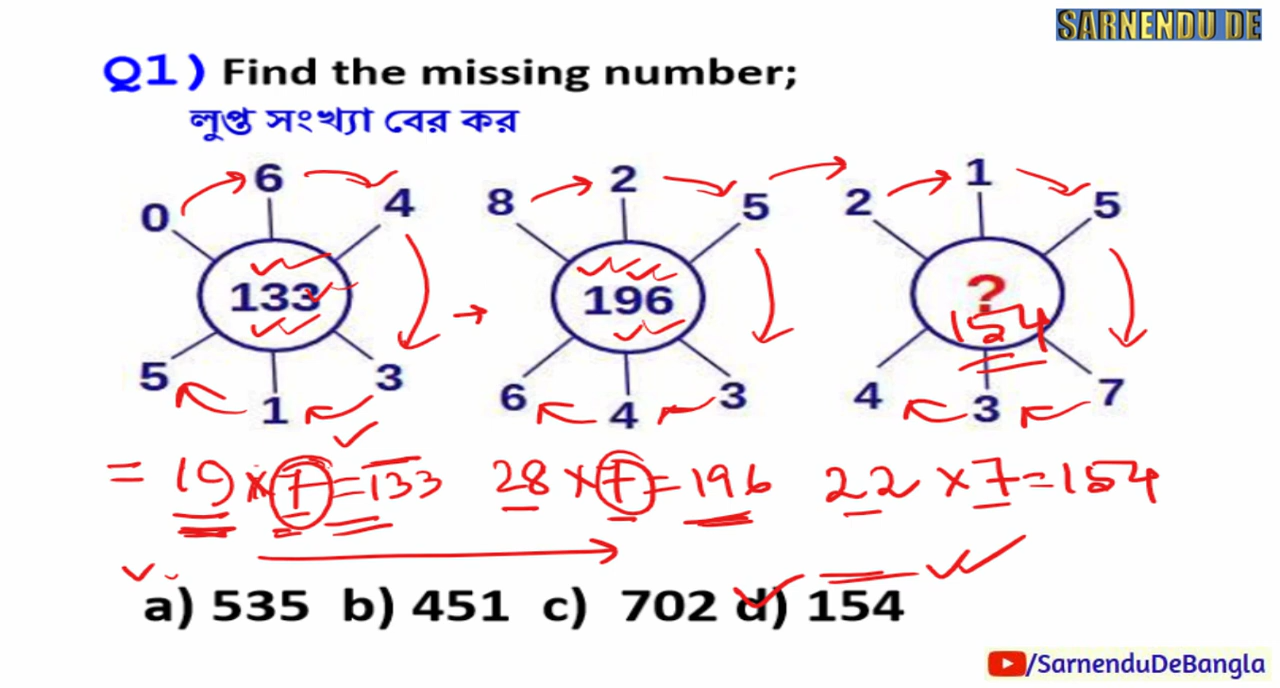 SARNENDU DE
Q1) Find the missing number;
লুপ্ত সংখ্যা বের কর
0 6 4 8 2 5 2 1 5
133 196 ?
154
5 1 3 6 4 3 4 3 7
= 19 × 7 = 133 28 × 7 = 196 22 × 7 = 154
a) 535 b) 451 c) 702 d) 154
/SarnenduDeBangla